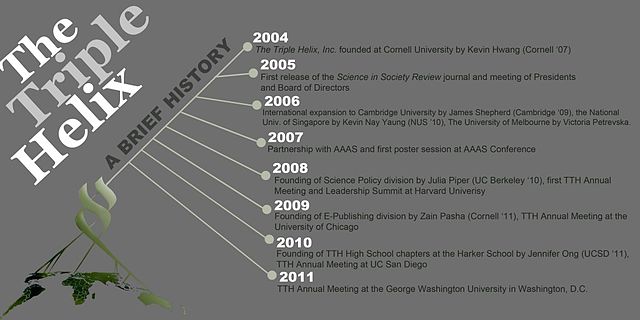 The
Triple
Helix
A BRIEF HISTORY
2004
The Triple Helix, Inc. founded at Cornell University by Kevin Hwang (Cornell '07)
2005
First release of the Science in Society Review journal and meeting of Presidents
and Board of Directors
2006
International expansion to Cambridge University by James Shepherd (Cambridge '09), the National
Univ. of Singapore by Kevin Nay Yaung (NUS '10), The University of Melbourne by Victoria Petrevska.
2007
Partnership with AAAS and first poster session at AAAS Conference
2008
Founding of Science Policy division by Julia Piper (UC Berkeley '10), first TTH Annual
Meeting and Leadership Summit at Harvard Univerisy
2009
Founding of E-Publishing division by Zain Pasha (Cornell '11), TTH Annual Meeting at the
University of Chicago
2010
Founding of TTH High School chapters at the Harker School by Jennifer Ong (UCSD '11),
TTH Annual Meeting at UC San Diego
2011
TTH Annual Meeting at the George Washington University in Washington, D.C.